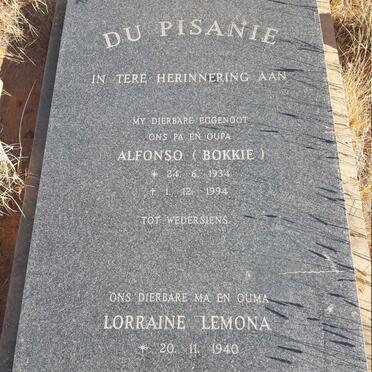 DU PISANIE
IN TERE HERINNERING AAN
MY DIERBARE EGGENOOT
ONS PA EN OUPA
ALFONSO (BOKKIE)
* 24. 6. 1934
+ 1. 12. 1994
TOT WEDERSIENS.
ONS DIERBARE MA EN OUMA
LORRAINE LEMONA
* 20. 11. 1940